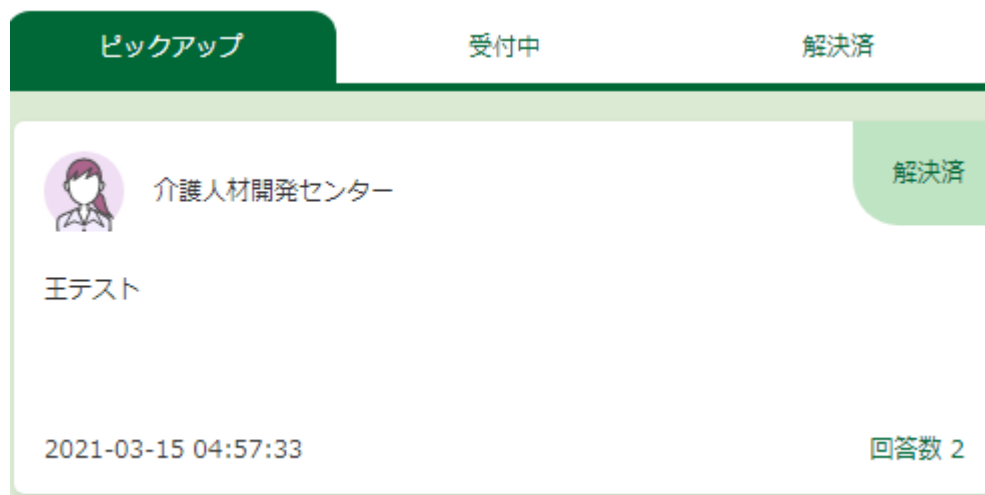 ピックアップ 受付中 解決済
介護人材開発センター 解決済
王テスト
2021-03-15 04:57:33 回答数 2